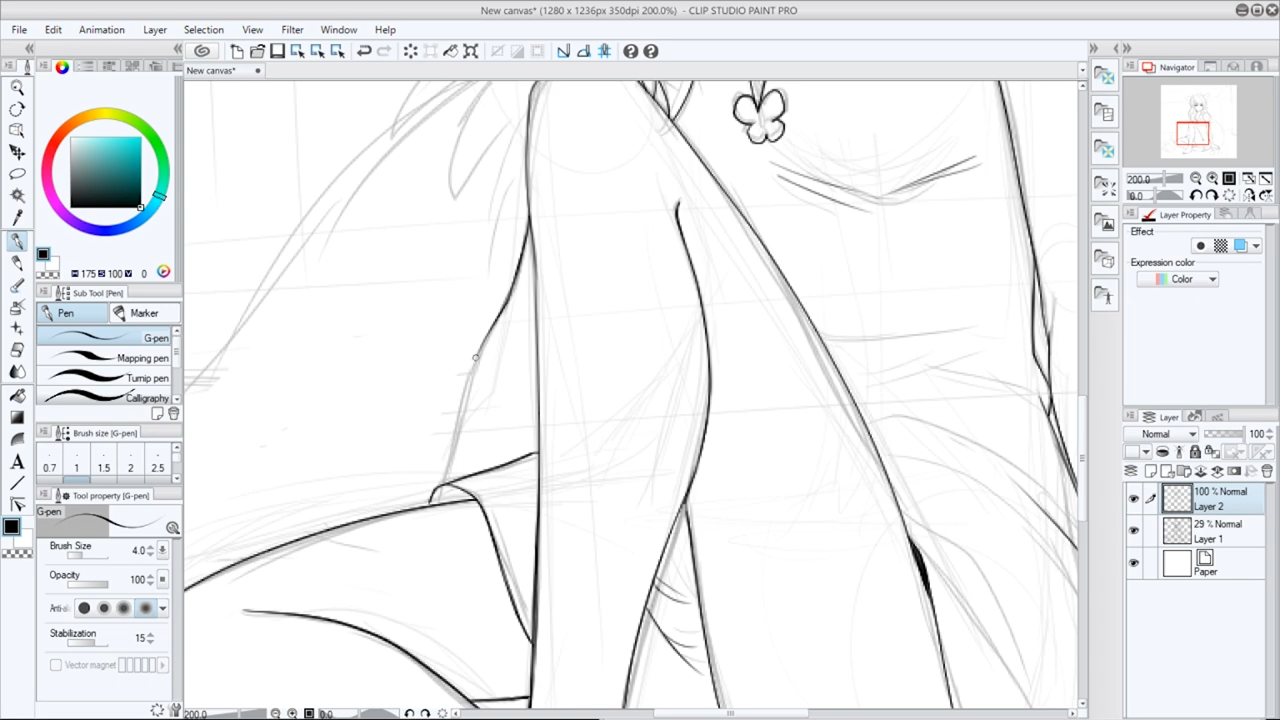 New canvas* (1280 x 1236px 350dpi 200.0%) - CLIP STUDIO PAINT PRO
File Edit Animation Layer Selection View Filter Window Help
New canvas*
Navigator
200.0
0.0
H 175 S 100 V 0
Layer Property
Effect
Expression color
Color
Sub Tool [Pen]
Pen Marker
G-pen
Mapping pen
Turnip pen
Calligraphy
Brush size [G-pen]
0.7 1 1.5 2 2.5
Tool property [G-pen]
G-pen
Brush Size 4.0
Opacity 100
Anti-al
Stabilization 15
Vector magnet
Layer
Normal 100
100 % Normal
Layer 2
29 % Normal
Layer 1
Paper
200.0 0.0